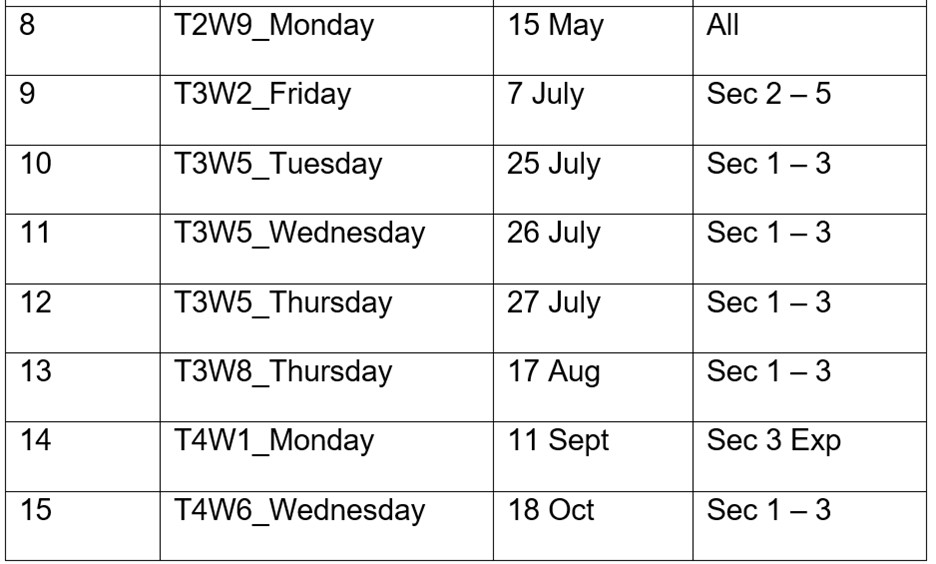 8 T2W9_Monday 15 May All
9 T3W2_Friday 7 July Sec 2 – 5
10 T3W5_Tuesday 25 July Sec 1 – 3
11 T3W5_Wednesday 26 July Sec 1 – 3
12 T3W5_Thursday 27 July Sec 1 – 3
13 T3W8_Thursday 17 Aug Sec 1 – 3
14 T4W1_Monday 11 Sept Sec 3 Exp
15 T4W6_Wednesday 18 Oct Sec 1 – 3